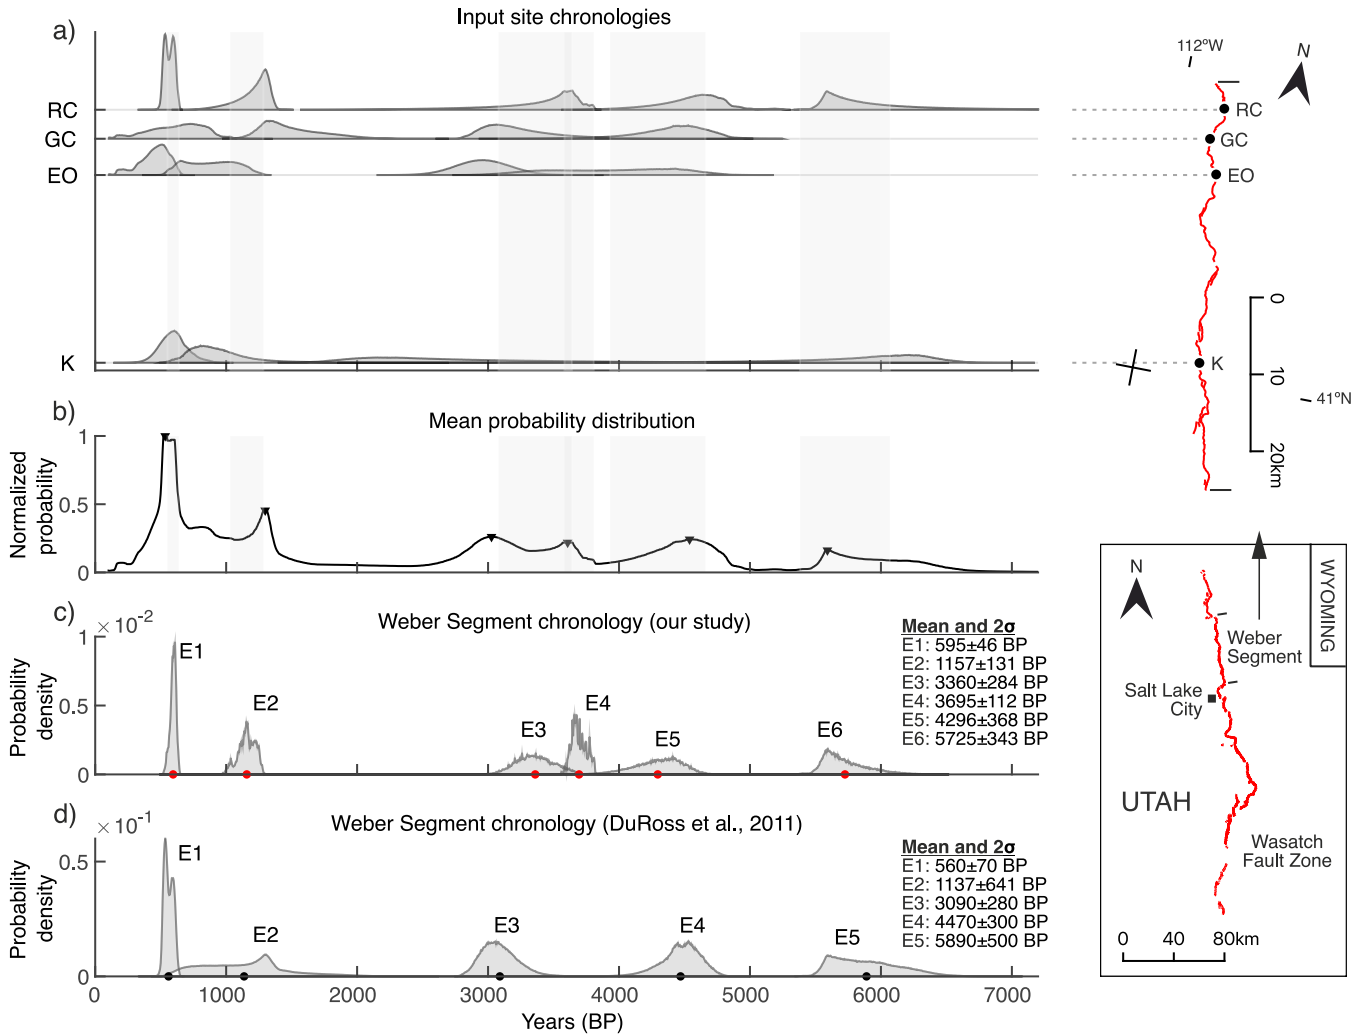 a)
Input site chronologies
RC
GC
EO
K
b)
Mean probability distribution
Normalized
probability
1
0.5
0
0
1000
2000
3000
4000
5000
6000
7000
c)
× 10⁻²
Weber Segment chronology (our study)
Probability
density
1
0
E1
E2
E3
E4
E5
E6
Mean and 2σ
E1: 595±46 BP
E2: 1157±131 BP
E3: 3360±284 BP
E4: 3695±112 BP
E5: 4296±368 BP
E6: 5725±343 BP
d)
× 10⁻¹
Weber Segment chronology (DuRoss et al., 2011)
Probability
density
0.5
0
E1
E2
E3
E4
E5
Mean and 2σ
E1: 560±70 BP
E2: 1137±641 BP
E3: 3090±280 BP
E4: 4470±300 BP
E5: 5890±500 BP
0
1000
2000
3000
4000
5000
6000
7000
Years (BP)
112°W
N
RC
GC
EO
K
0
10
20km
41°N
N
WYOMING
Weber
Segment
Salt Lake
City
UTAH
Wasatch
Fault Zone
0
40
80km